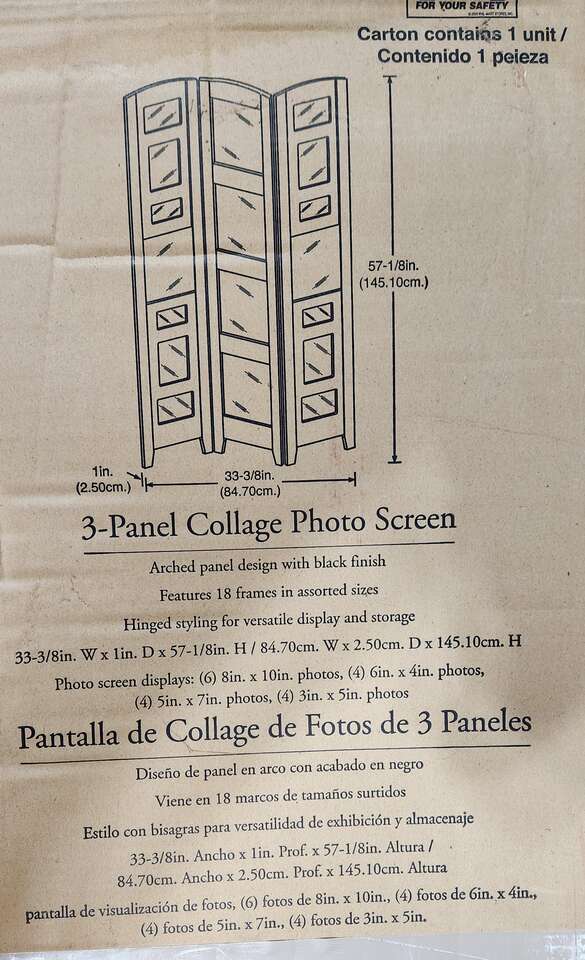 FOR YOUR SAFETY
Carton contains 1 unit /
Contenido 1 peieza
57-1/8in.
(145.10cm.)
1in.
(2.50cm.)
33-3/8in.
(84.70cm.)
3-Panel Collage Photo Screen
Arched panel design with black finish
Features 18 frames in assorted sizes
Hinged styling for versatile display and storage
33-3/8in. W x 1in. D x 57-1/8in. H / 84.70cm. W x 2.50cm. D x 145.10cm. H
Photo screen displays: (6) 8in. x 10in. photos, (4) 6in. x 4in. photos,
(4) 5in. x 7in. photos, (4) 3in. x 5in. photos
Pantalla de Collage de Fotos de 3 Paneles
Diseño de panel en arco con acabado en negro
Viene en 18 marcos de tamaños surtidos
Estilo con bisagras para versatilidad de exhibición y almacenaje
33-3/8in. Ancho x 1in. Prof. x 57-1/8in. Altura /
84.70cm. Ancho x 2.50cm. Prof. x 145.10cm. Altura
pantalla de visualización de fotos, (6) fotos de 8in. x 10in., (4) fotos de 6in. x 4in.,
(4) fotos de 5in. x 7in., (4) fotos de 3in. x 5in.